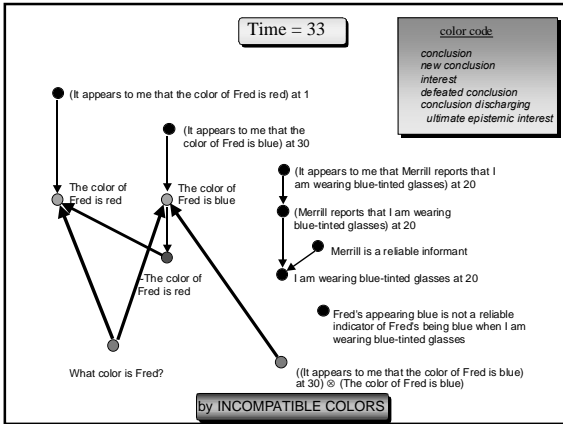 Time = 33
color code
conclusion
new conclusion
interest
defeated conclusion
conclusion discharging
ultimate epistemic interest
(It appears to me that the color of Fred is red) at 1
(It appears to me that the
color of Fred is blue) at 30
(It appears to me that Merrill reports that I
am wearing blue-tinted glasses) at 20
The color of
Fred is red
The color of
Fred is blue
(Merrill reports that I am wearing
blue-tinted glasses) at 20
Merrill is a reliable informant
-The color of
Fred is red
I am wearing blue-tinted glasses at 20
Fred's appearing blue is not a reliable
indicator of Fred's being blue when I am
wearing blue-tinted glasses
What color is Fred?
((It appears to me that the color of Fred is blue)
at 30) ⊗ (The color of Fred is blue)
by INCOMPATIBLE COLORS